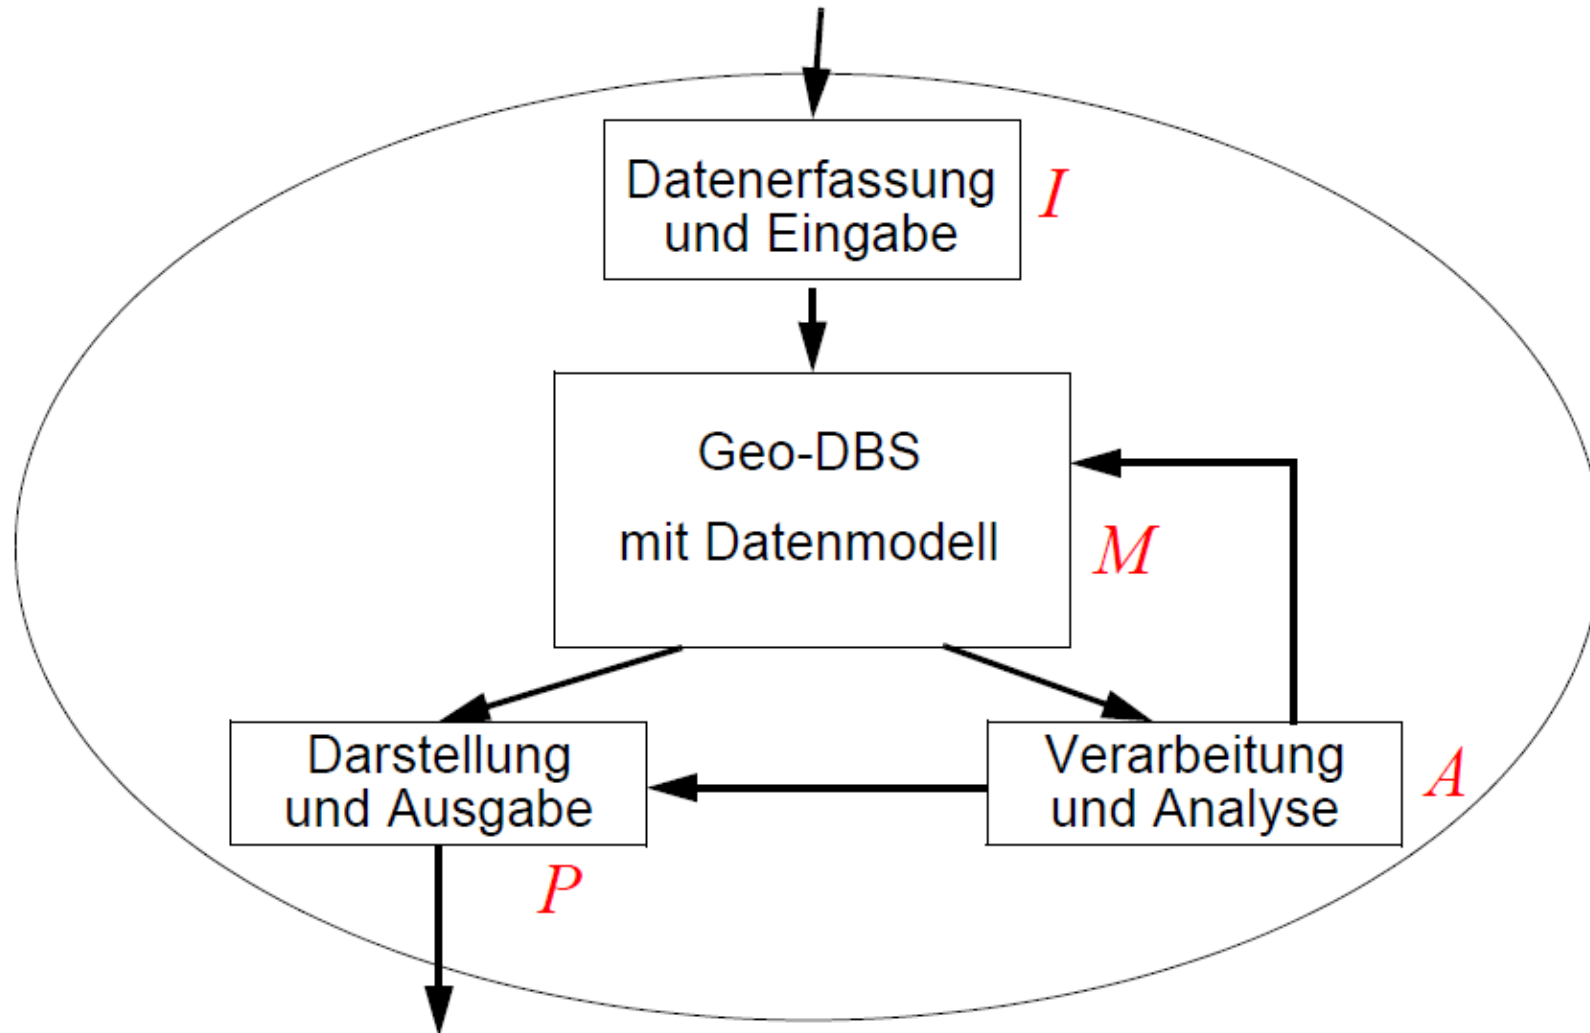 Datenerfassung
und Eingabe
I
Geo-DBS
mit Datenmodell
M
Darstellung
und Ausgabe
P
Verarbeitung
und Analyse
A